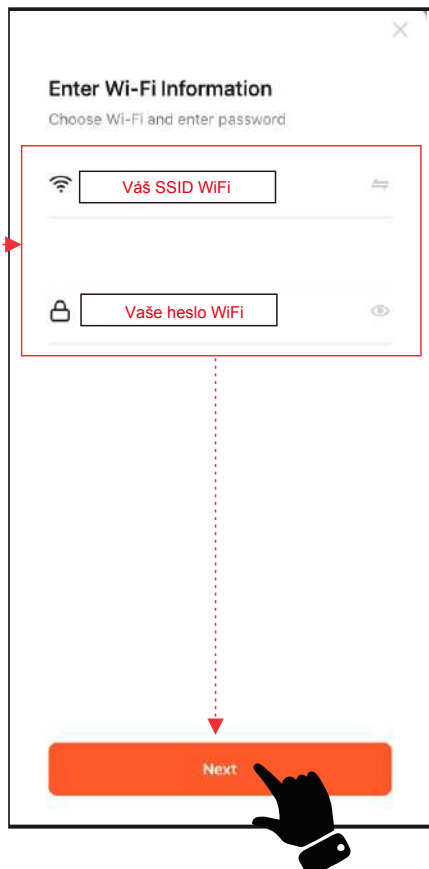 Enter Wi-Fi Information
Choose Wi-Fi and enter password
Váš SSID WiFi
Vaše heslo WiFi
Next